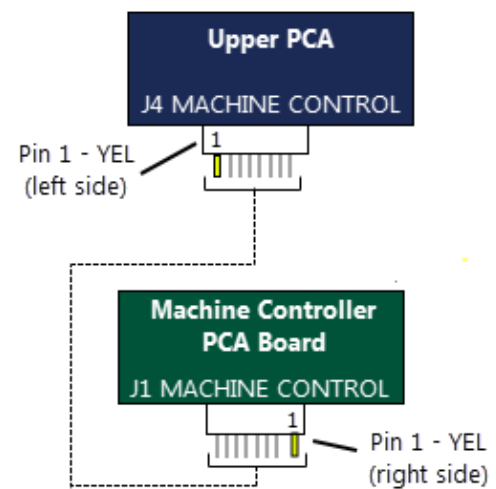 Upper PCA
J4 MACHINE CONTROL
1
Pin 1 - YEL
(left side)
Machine Controller
PCA Board
J1 MACHINE CONTROL
1
Pin 1 - YEL
(right side)